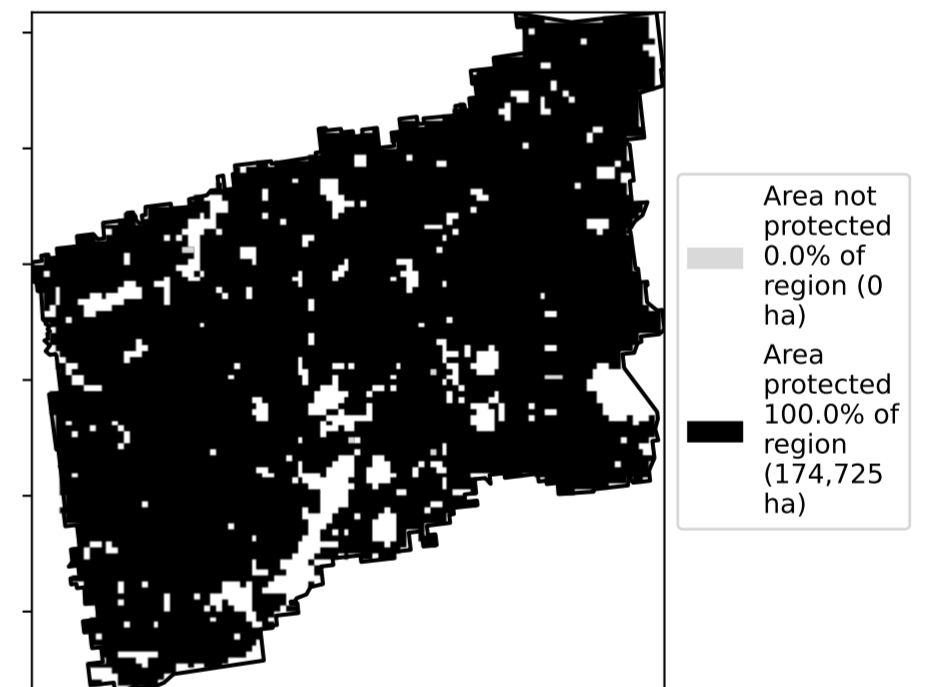 Area not
protected
0.0% of
region (0
ha)
Area
protected
100.0% of
region
(174,725
ha)